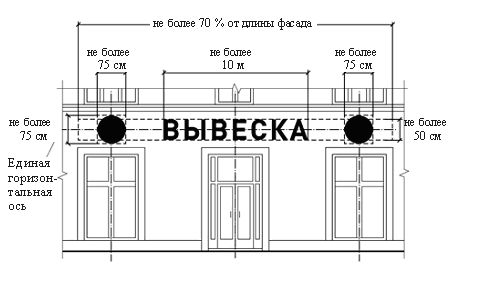 не более 70 % от длины фасада
не более
75 см
не более
10 м
не более
75 см
не более
75 см
ВЫВЕСКА
не более
50 см
Единая
горизон-
тальная
ось